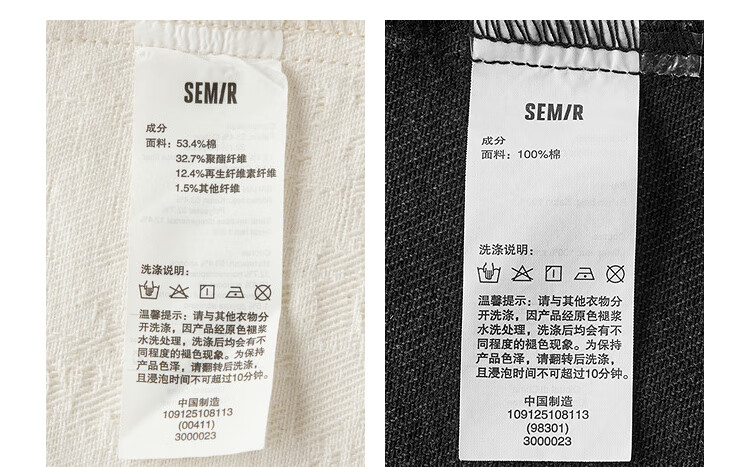 SEMIR
成分
面料：53.4%棉
32.7%聚酯纤维
12.4%再生纤维素纤维
1.5%其他纤维
洗涤说明：
温馨提示：请与其他衣物分
开洗涤，因产品经原色褪浆
水洗处理，洗涤后均会有不
同程度的褪色现象。为保持
产品色泽，请翻转后洗涤，
且浸泡时间不可超过10分钟。
中国制造
109125108113
(00411)
3000023
SEMIR
成分
面料：100%棉
洗涤说明：
温馨提示：请与其他衣物分
开洗涤，因产品经原色褪浆
水洗处理，洗涤后均会有不
同程度的褪色现象。为保持
产品色泽，请翻转后洗涤，
且浸泡时间不可超过10分钟。
中国制造
109125108113
(98301)
3000023